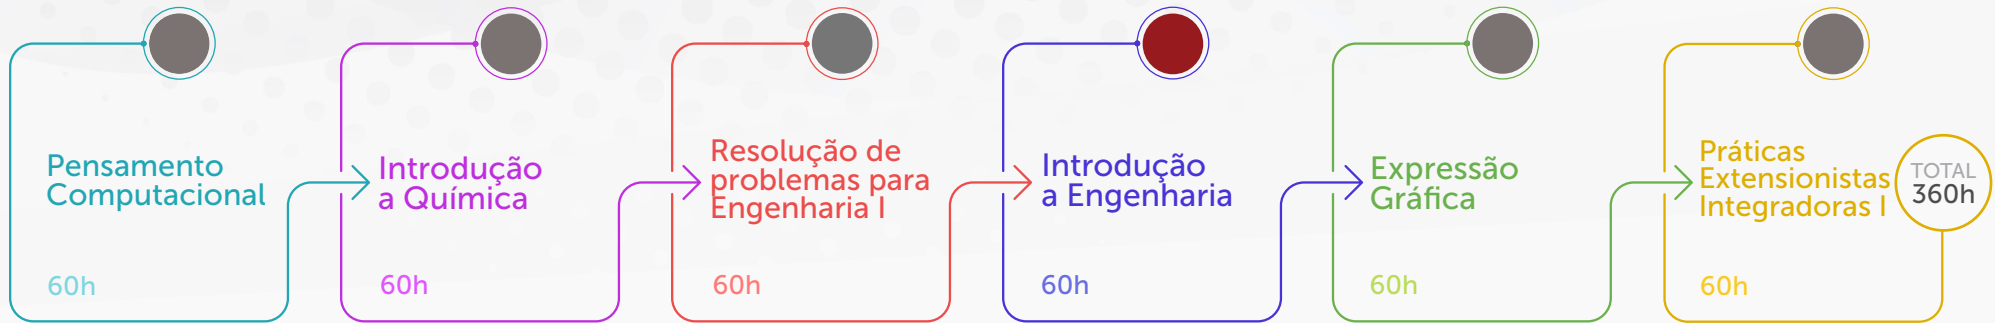 Pensamento
Computacional
60h
Introdução
a Química
60h
Resolução de
problemas para
Engenharia I
60h
Introdução
a Engenharia
60h
Expressão
Gráfica
60h
Práticas
Extensionistas
Integradoras I
60h
TOTAL
360h